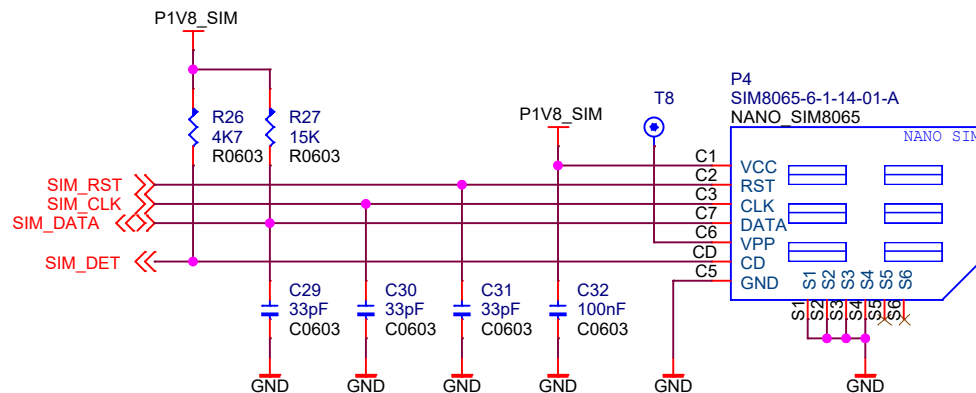 P1V8_SIM
P4
SIM8065-6-1-14-01-A
NANO_SIM8065
NANO SIM
T8
P1V8_SIM
R26
4K7
R0603
R27
15K
R0603
SIM_RST
SIM_CLK
SIM_DATA
SIM_DET
C1
C2
C3
C7
C6
CD
C5
VCC
RST
CLK
DATA
VPP
CD
GND
S1
S2
S3
S4
S5
S6
S1
S2
S3
S4
S5
S6
C29
33pF
C0603
C30
33pF
C0603
C31
33pF
C0603
C32
100nF
C0603
GND
GND
GND
GND
GND
GND